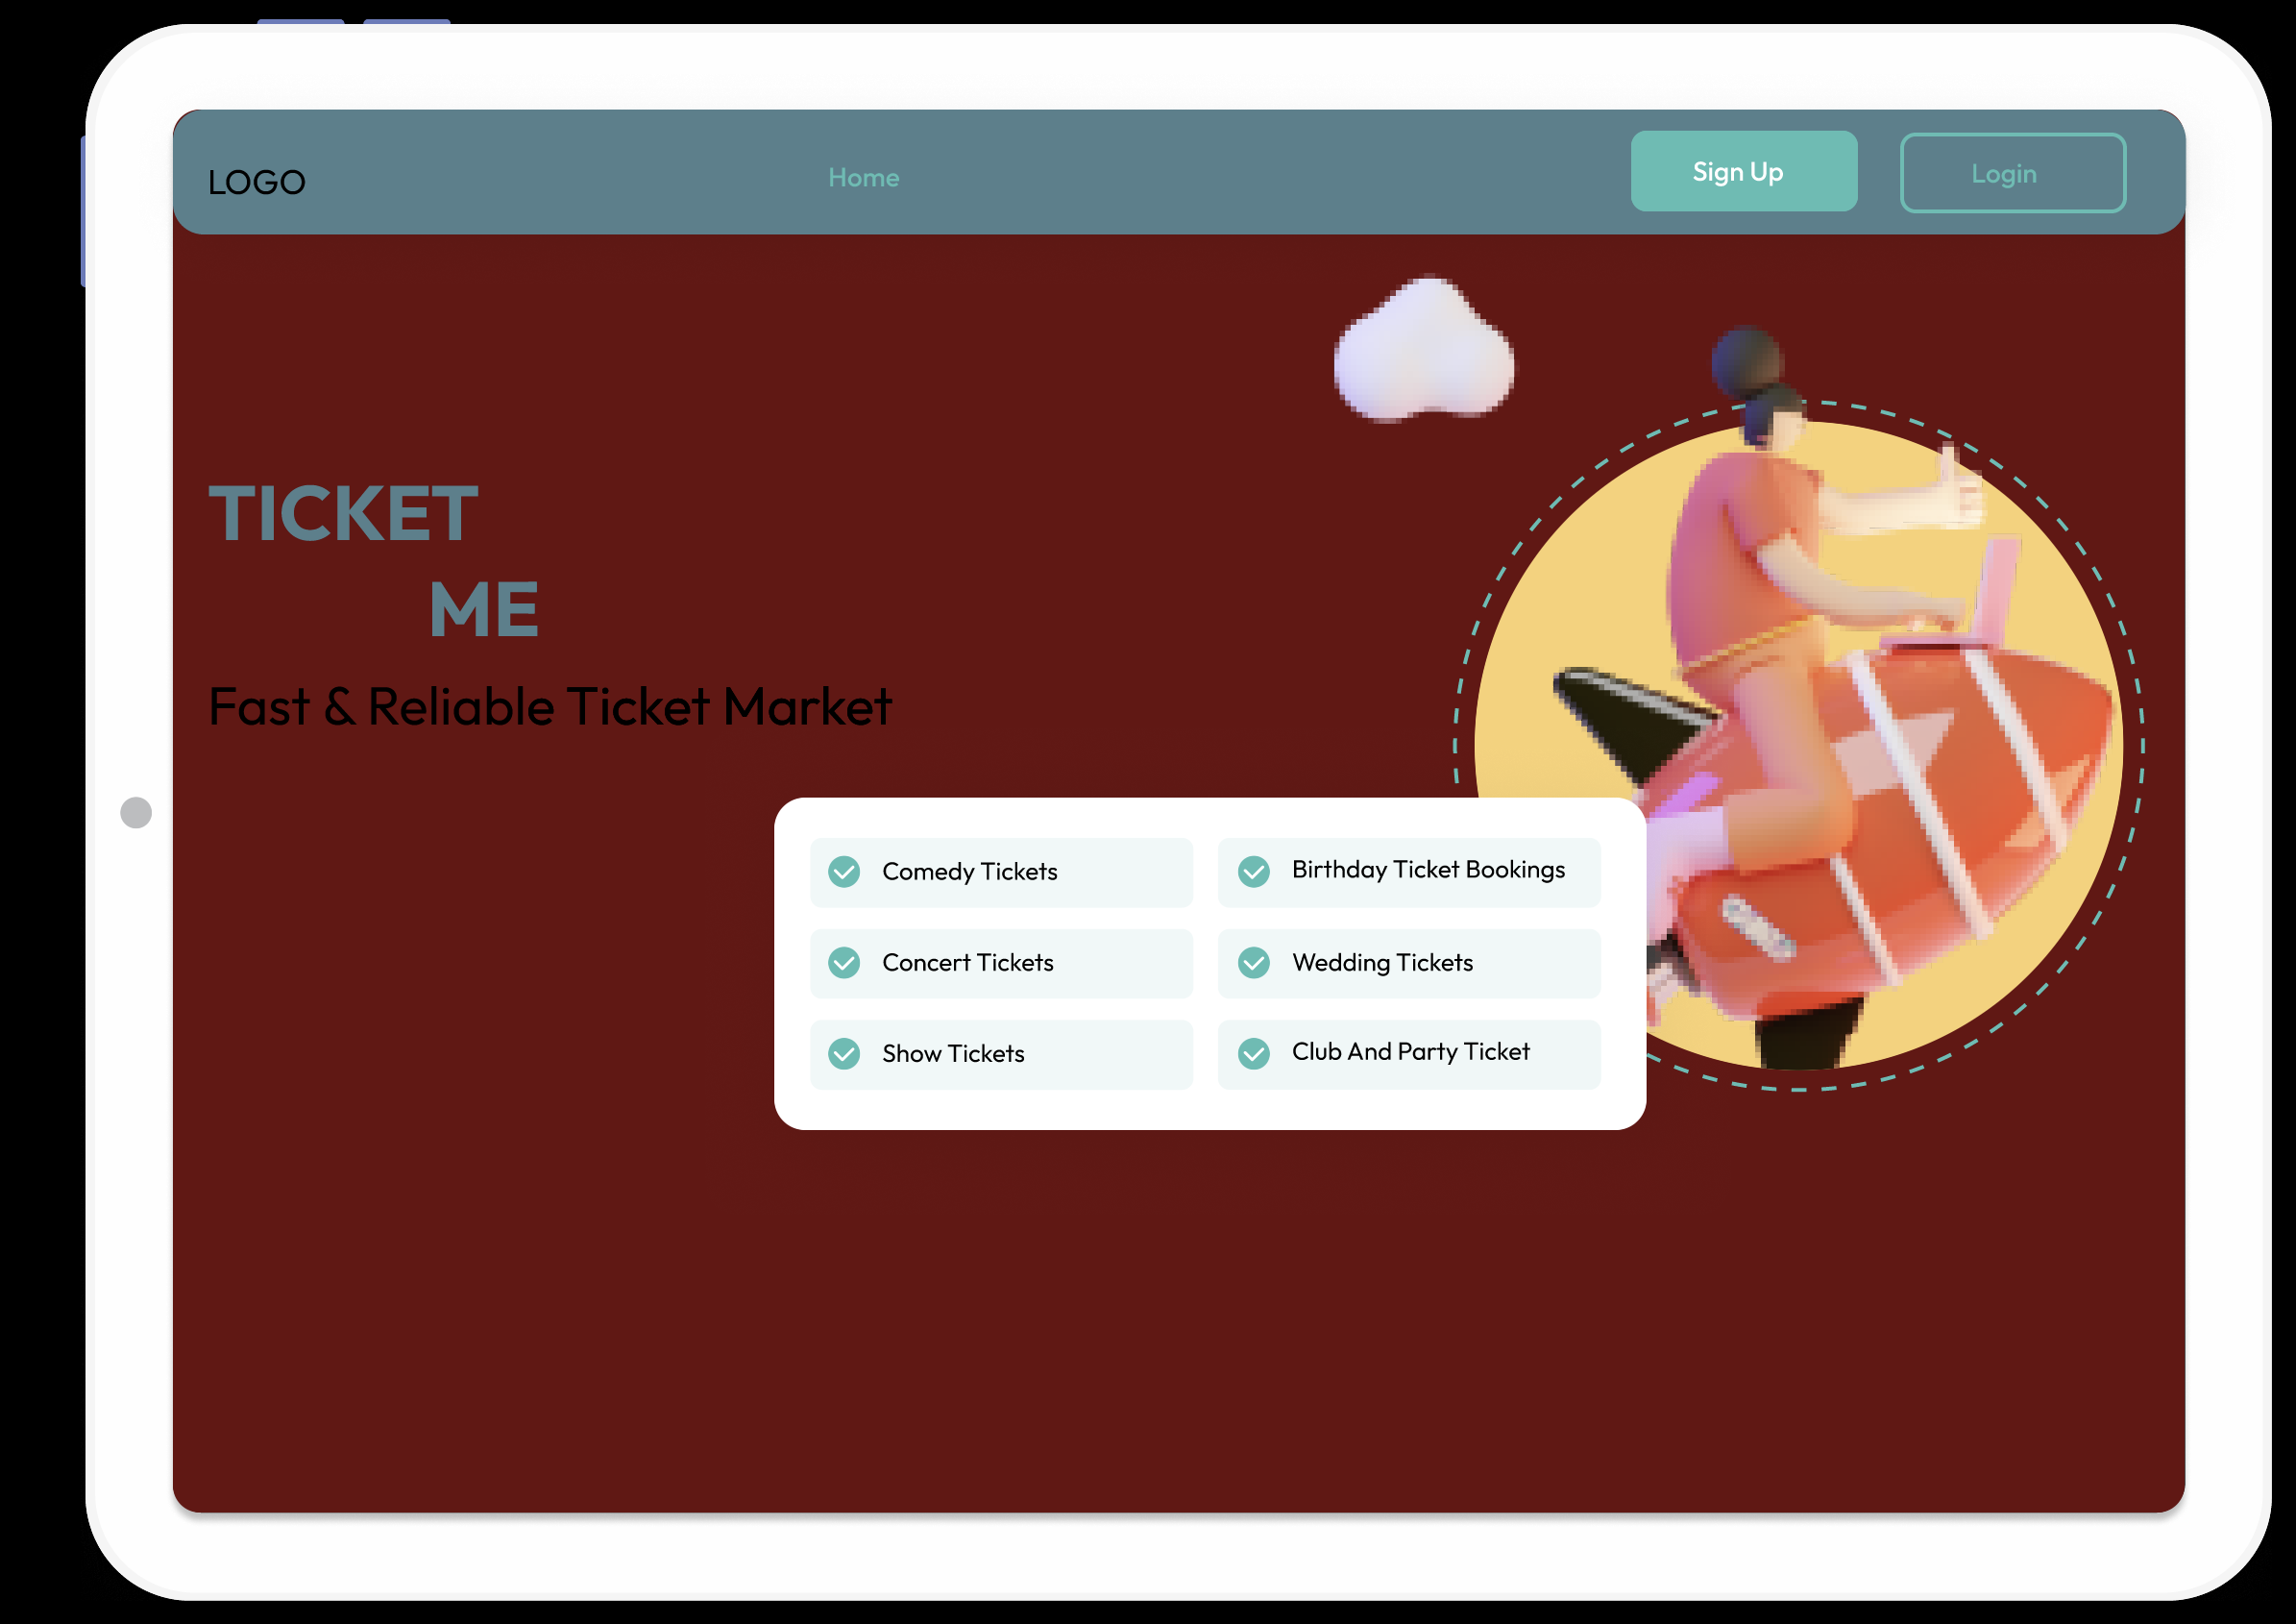 LOGO
Home
Sign Up
Login
TICKET
ME
Fast & Reliable Ticket Market
Comedy Tickets
Birthday Ticket Bookings
Concert Tickets
Wedding Tickets
Show Tickets
Club And Party Ticket